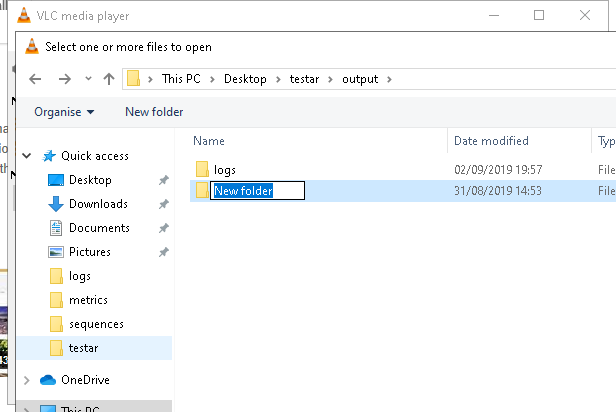 VLC media player
Select one or more files to open
This PC > Desktop > testar > output >
Organise New folder
Name Date modified Typ
Quick access
logs 02/09/2019 19:57 File
New folder 31/08/2019 14:53 File
Desktop
Downloads
Documents
Pictures
logs
metrics
sequences
testar
OneDrive
This PC